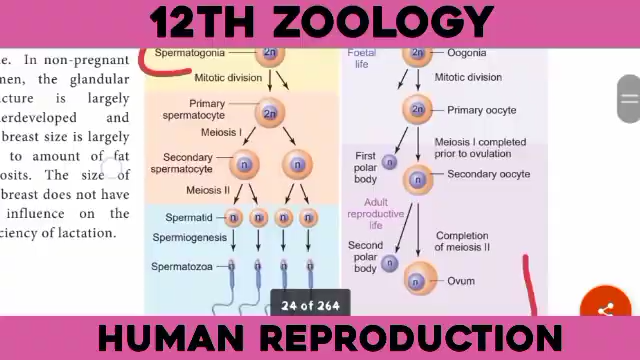 12TH ZOOLOGY
e. In non-pregnant
men, the glandular
cture is largely
erdeveloped and
breast size is largely
to amount of fat
osits. The size of
breast does not have
influence on the
ciency of lactation.
Spermatogonia
2n
Mitotic division
Primary
spermatocyte
2n
Meiosis I
Secondary
spermatocyte
n
n
Meiosis II
Spermatid
n
n
n
n
Spermiogenesis
Spermatozoa
Foetal
life
2n
Oogonia
Mitotic division
2n
Primary oocyte
Meiosis I completed
prior to ovulation
First
polar
body
n
n
Secondary oocyte
Adult
reproductive
life
Second
polar
body
n
Completion
of meiosis II
n
Ovum
24 of 264
HUMAN REPRODUCTION